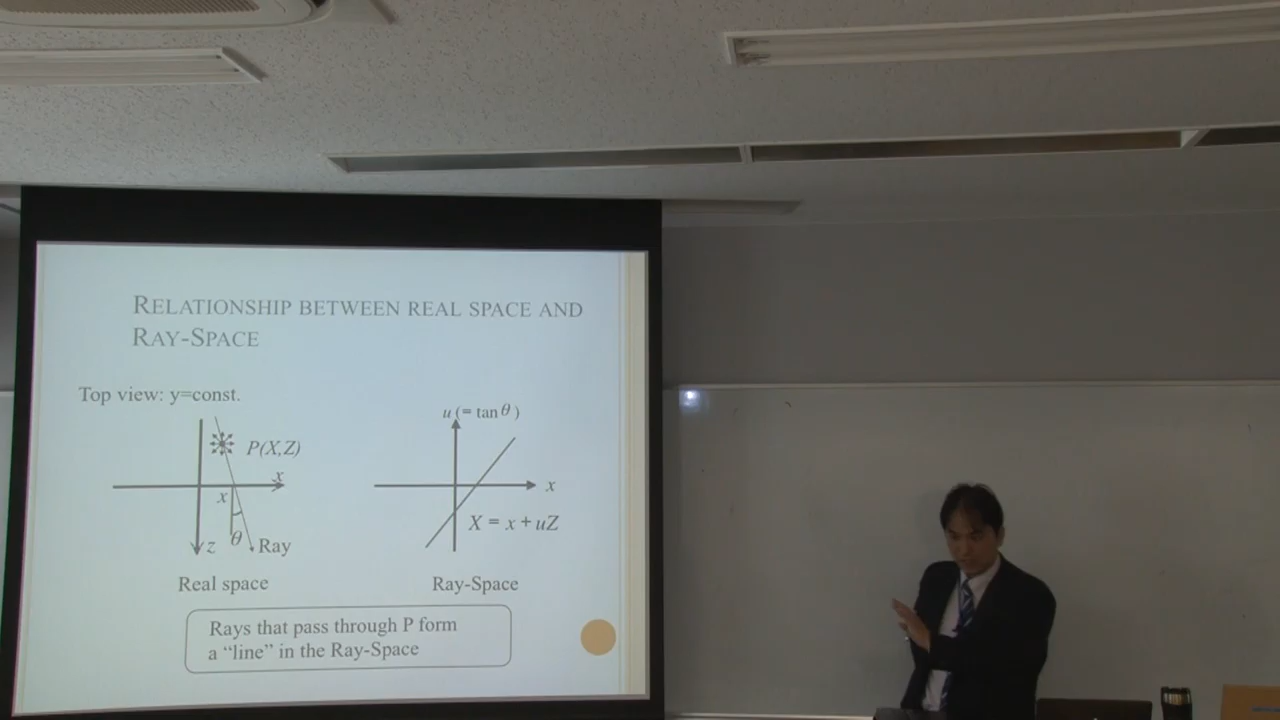 RELATIONSHIP BETWEEN REAL SPACE AND
RAY-SPACE
Top view: y=const.
P(X,Z)
x
x
z
θ
Ray
Real space
u (= tan θ )
x
X = x + uZ
Ray-Space
Rays that pass through P form
a “line” in the Ray-Space